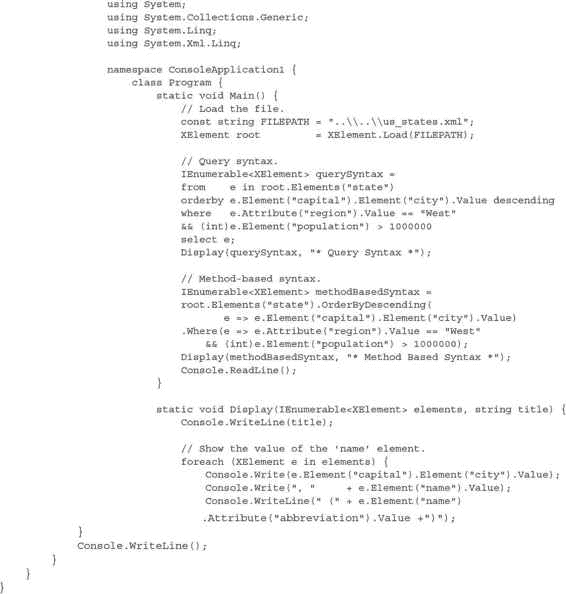 using System;
using System.Collections.Generic;
using System.Linq;
using System.Xml.Linq;

namespace ConsoleApplication1 {
    class Program {
        static void Main() {
            // Load the file.
            const string FILEPATH = "..\\..\\us_states.xml";
            XElement root         = XElement.Load(FILEPATH);

            // Query syntax.
            IEnumerable<XElement> querySyntax =
            from    e in root.Elements("state")
            orderby e.Element("capital").Element("city").Value descending
            where   e.Attribute("region").Value == "West"
            && (int)e.Element("population") > 1000000
            select e;
            Display(querySyntax, "* Query Syntax *");

            // Method-based syntax.
            IEnumerable<XElement> methodBasedSyntax =
            root.Elements("state").OrderByDescending(
                   e => e.Element("capital").Element("city").Value)
            .Where(e => e.Attribute("region").Value == "West"
                && (int)e.Element("population") > 1000000);
            Display(methodBasedSyntax, "* Method Based Syntax *");
            Console.ReadLine();
        }

        static void Display(IEnumerable<XElement> elements, string title) {
            Console.WriteLine(title);

            // Show the value of the 'name' element.
            foreach (XElement e in elements) {
                Console.Write(e.Element("capital").Element("city").Value);
                Console.Write(", "     + e.Element("name").Value);
                Console.WriteLine(" (" + e.Element("name")
                .Attribute("abbreviation").Value +")");
            }
            Console.WriteLine();
        }
    }
}